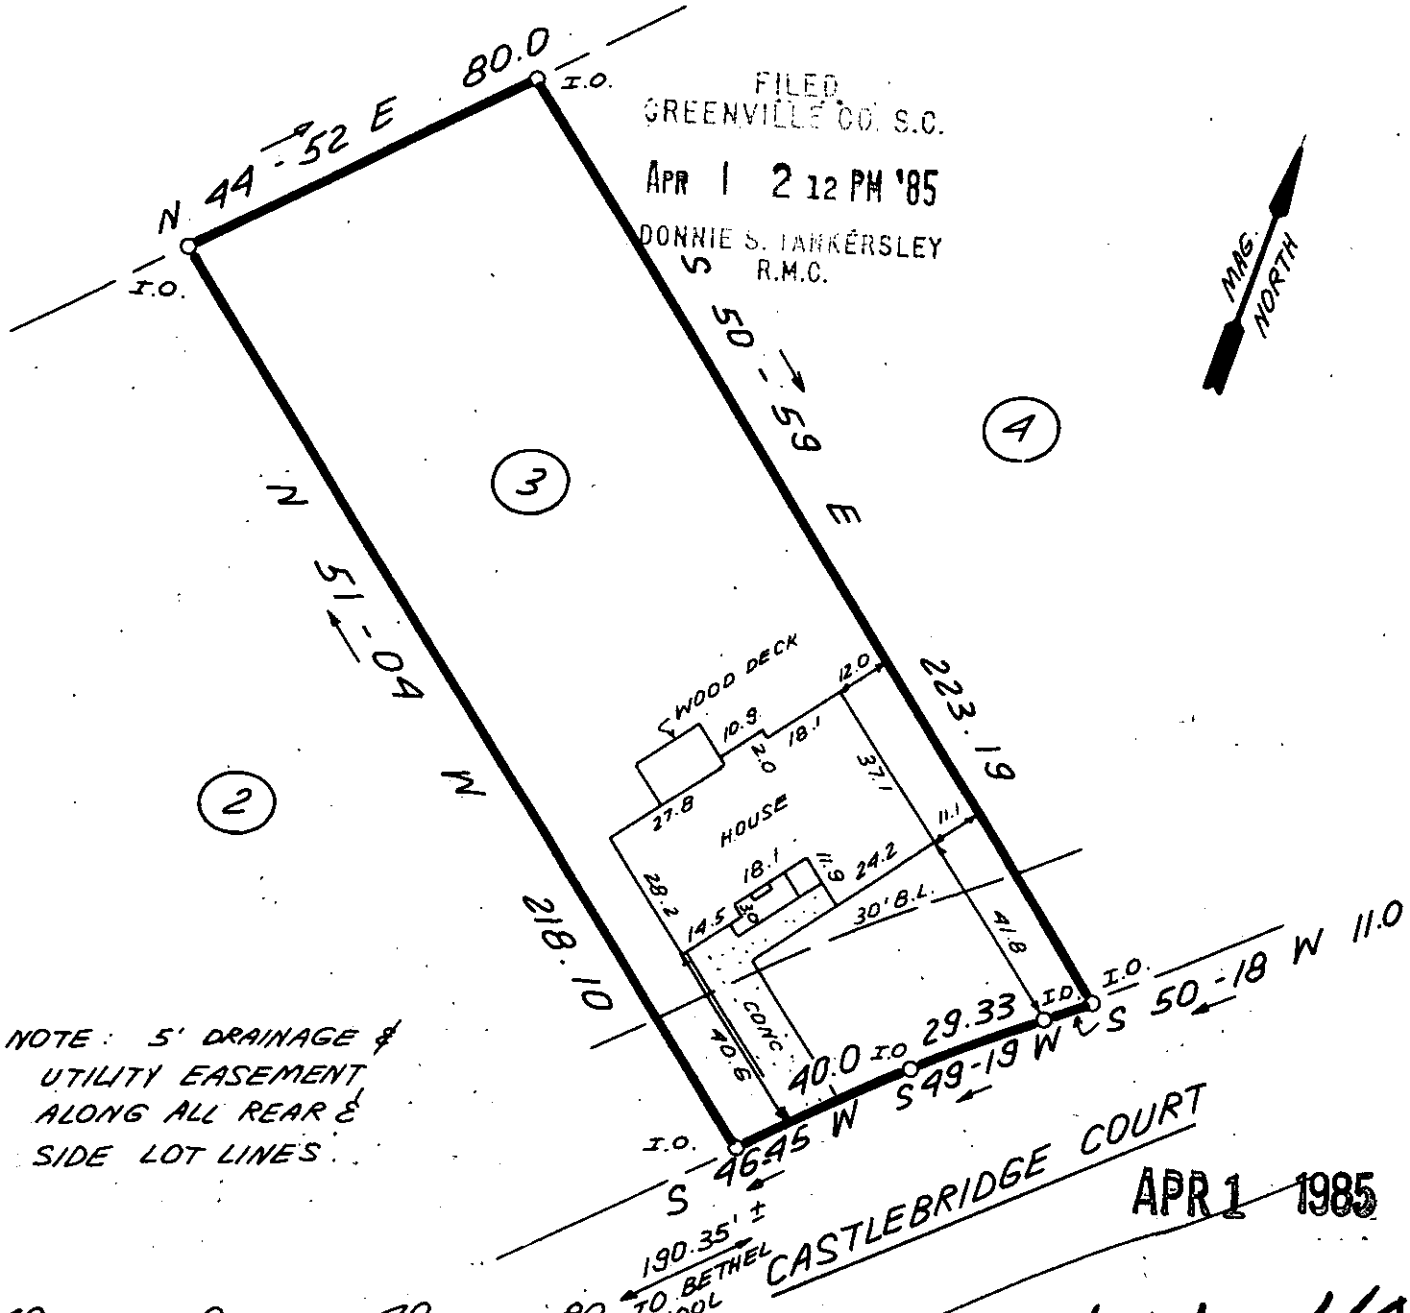 80.0
I.O.
N 44-52 E
I.O.
FILED
GREENVILLE CO. S.C.
APR 1 2 12 PM '85
DONNIE S. TANKERSLEY
R.M.C.
MAG. NORTH
S 50-59 E
223.19
4
3
N 51-04 W
218.10
2
WOOD DECK
12.0
10.9
2.0
18.1
37.1
27.8
HOUSE
11.1
18.1
11.9
24.2
28.2
14.5
3.0
30' B.L.
41.8
CONC
40.6
I.O.
I.O.
S 50-18 W 11.0
29.33
I.O.
S 49-19 W
40.0
I.O.
S 46-45 W
NOTE: 5' DRAINAGE &
UTILITY EASEMENT
ALONG ALL REAR &
SIDE LOT LINES.
190.35' ±
TO BETHEL
CASTLEBRIDGE COURT
APR 1 1985